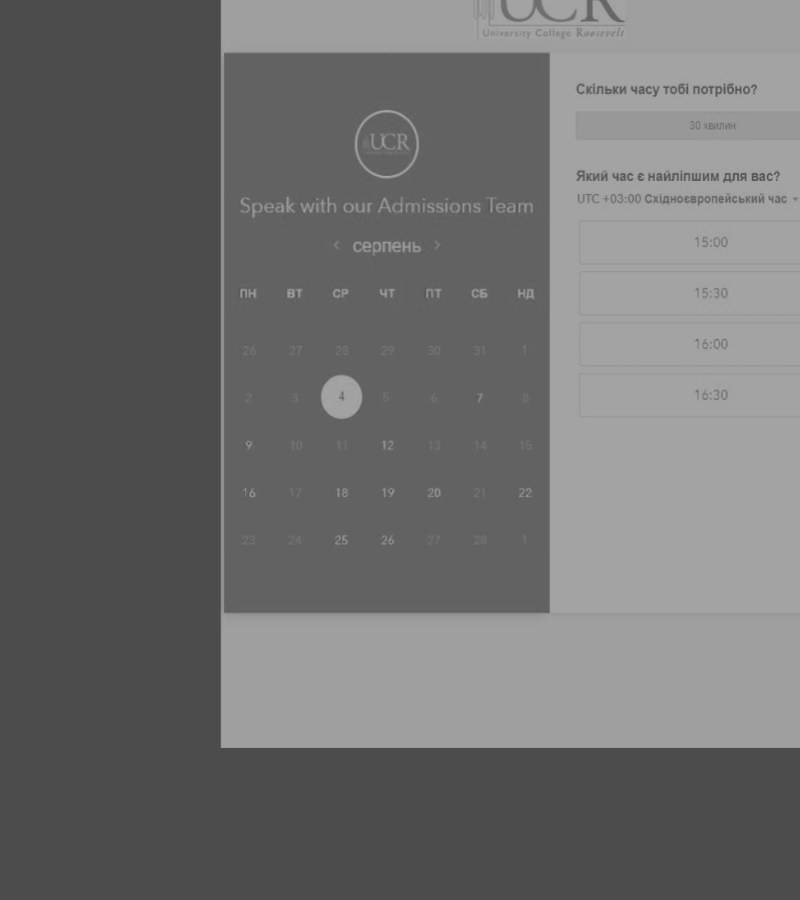 UCR
University College Roosevelt
UCR
Speak with our Admissions Team
‹ серпень ›
ПН ВТ СР ЧТ ПТ СБ НД
26 27 28 29 30 31 1
2 3 4 5 6 7 8
9 10 11 12 13 14 15
16 17 18 19 20 21 22
23 24 25 26 27 28 1
Скільки часу тобі потрібно?
30 хвилин
Який час є найліпшим для вас?
UTC +03:00 Східноєвропейський час
15:00
15:30
16:00
16:30